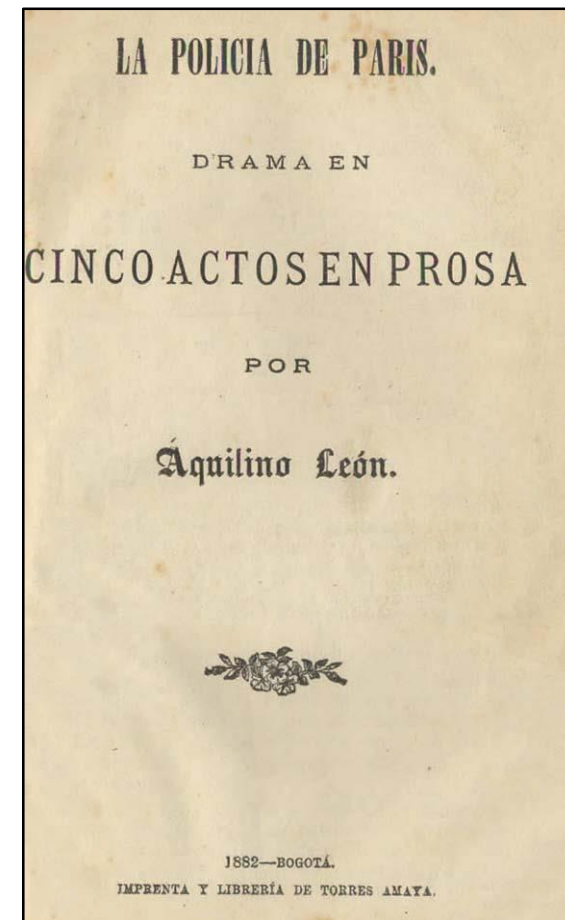 LA POLICIA DE PARIS.
DRAMA EN
CINCO ACTOS EN PROSA
POR
Áquilino León.
1882—BOGOTÁ.
IMPRENTA Y LIBRERÍA DE TORRES AMAYA.